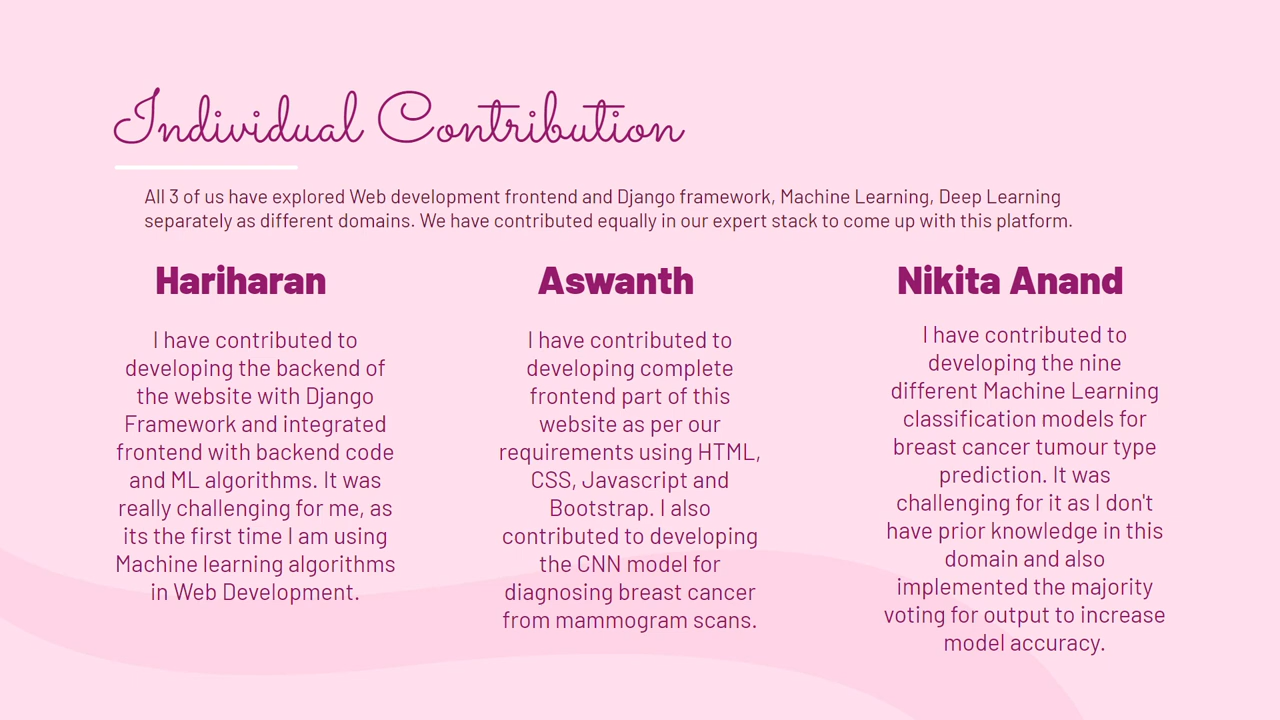 Individual Contribution
All 3 of us have explored Web development frontend and Django framework, Machine Learning, Deep Learning
separately as different domains. We have contributed equally in our expert stack to come up with this platform.
Hariharan
I have contributed to
developing the backend of
the website with Django
Framework and integrated
frontend with backend code
and ML algorithms. It was
really challenging for me, as
its the first time I am using
Machine learning algorithms
in Web Development.
Aswanth
I have contributed to
developing complete
frontend part of this
website as per our
requirements using HTML,
CSS, Javascript and
Bootstrap. I also
contributed to developing
the CNN model for
diagnosing breast cancer
from mammogram scans.
Nikita Anand
I have contributed to
developing the nine
different Machine Learning
classification models for
breast cancer tumour type
prediction. It was
challenging for it as I don't
have prior knowledge in this
domain and also
implemented the majority
voting for output to increase
model accuracy.